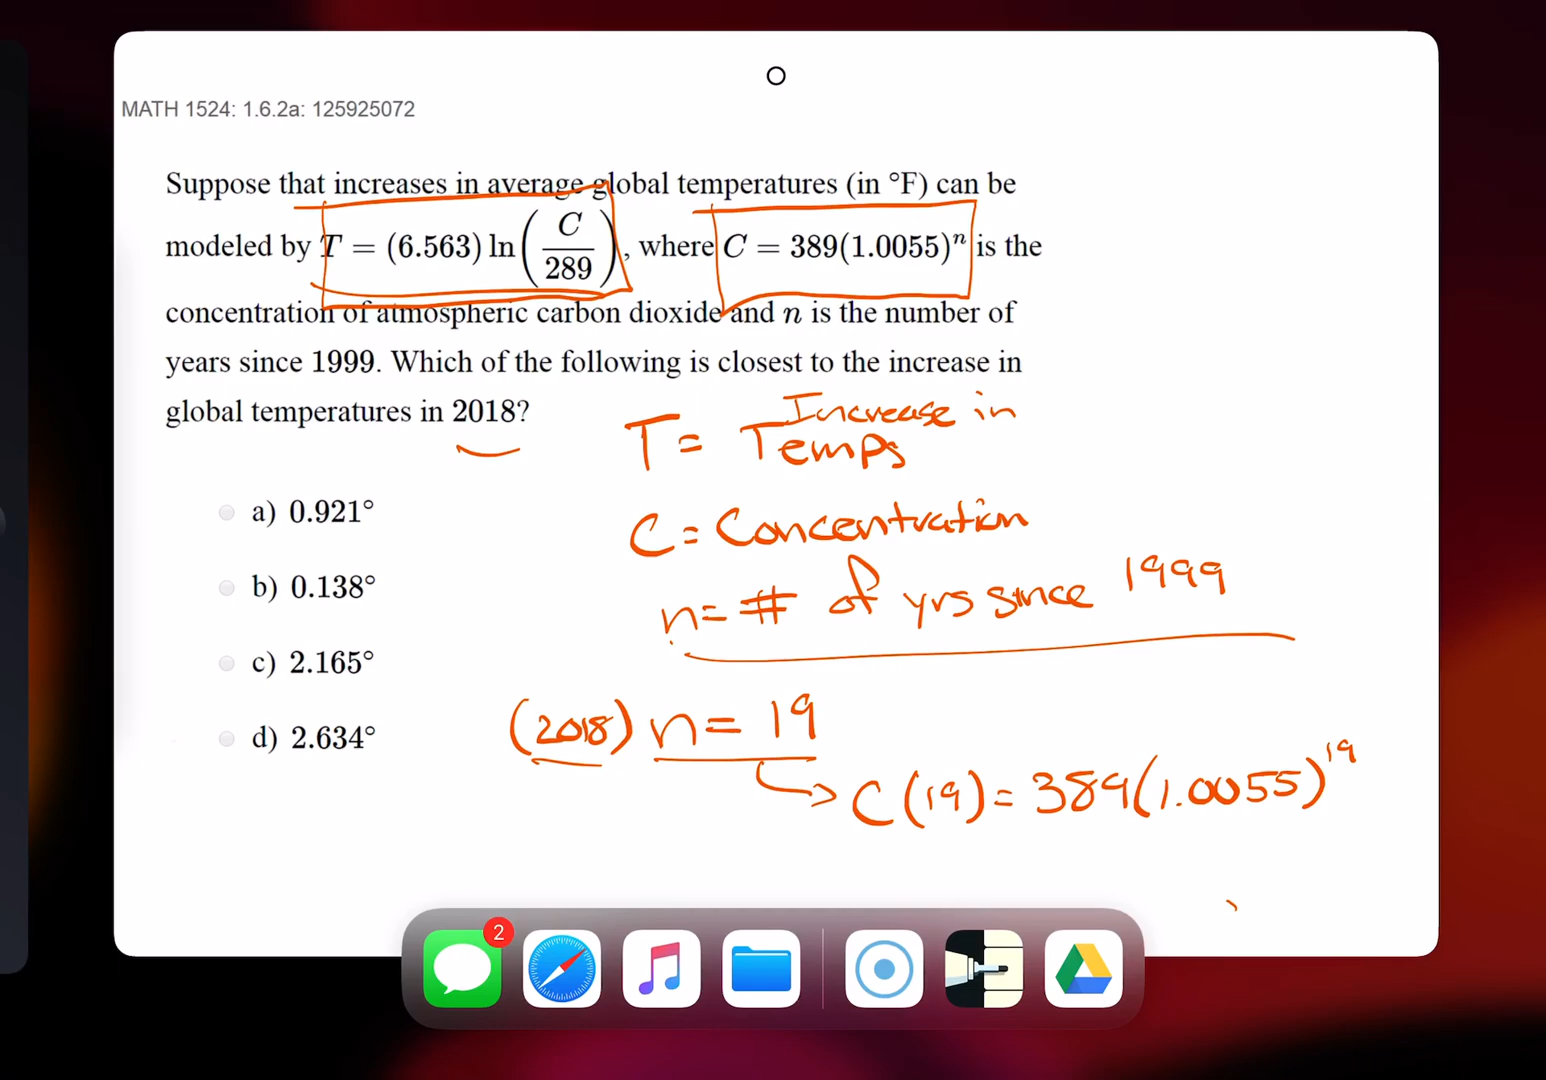 MATH 1524: 1.6.2a: 125925072
Suppose that increases in average global temperatures (in °F) can be
modeled by T = (6.563) ln(C/289), where C = 389(1.0055)ⁿ is the
concentration of atmospheric carbon dioxide and n is the number of
years since 1999. Which of the following is closest to the increase in
global temperatures in 2018?
T = Increase in Temps
C = Concentration
n = # of yrs since 1999
a) 0.921°
b) 0.138°
c) 2.165°
d) 2.634°
(2018) n = 19
C(19) = 389(1.0055)¹⁹
2